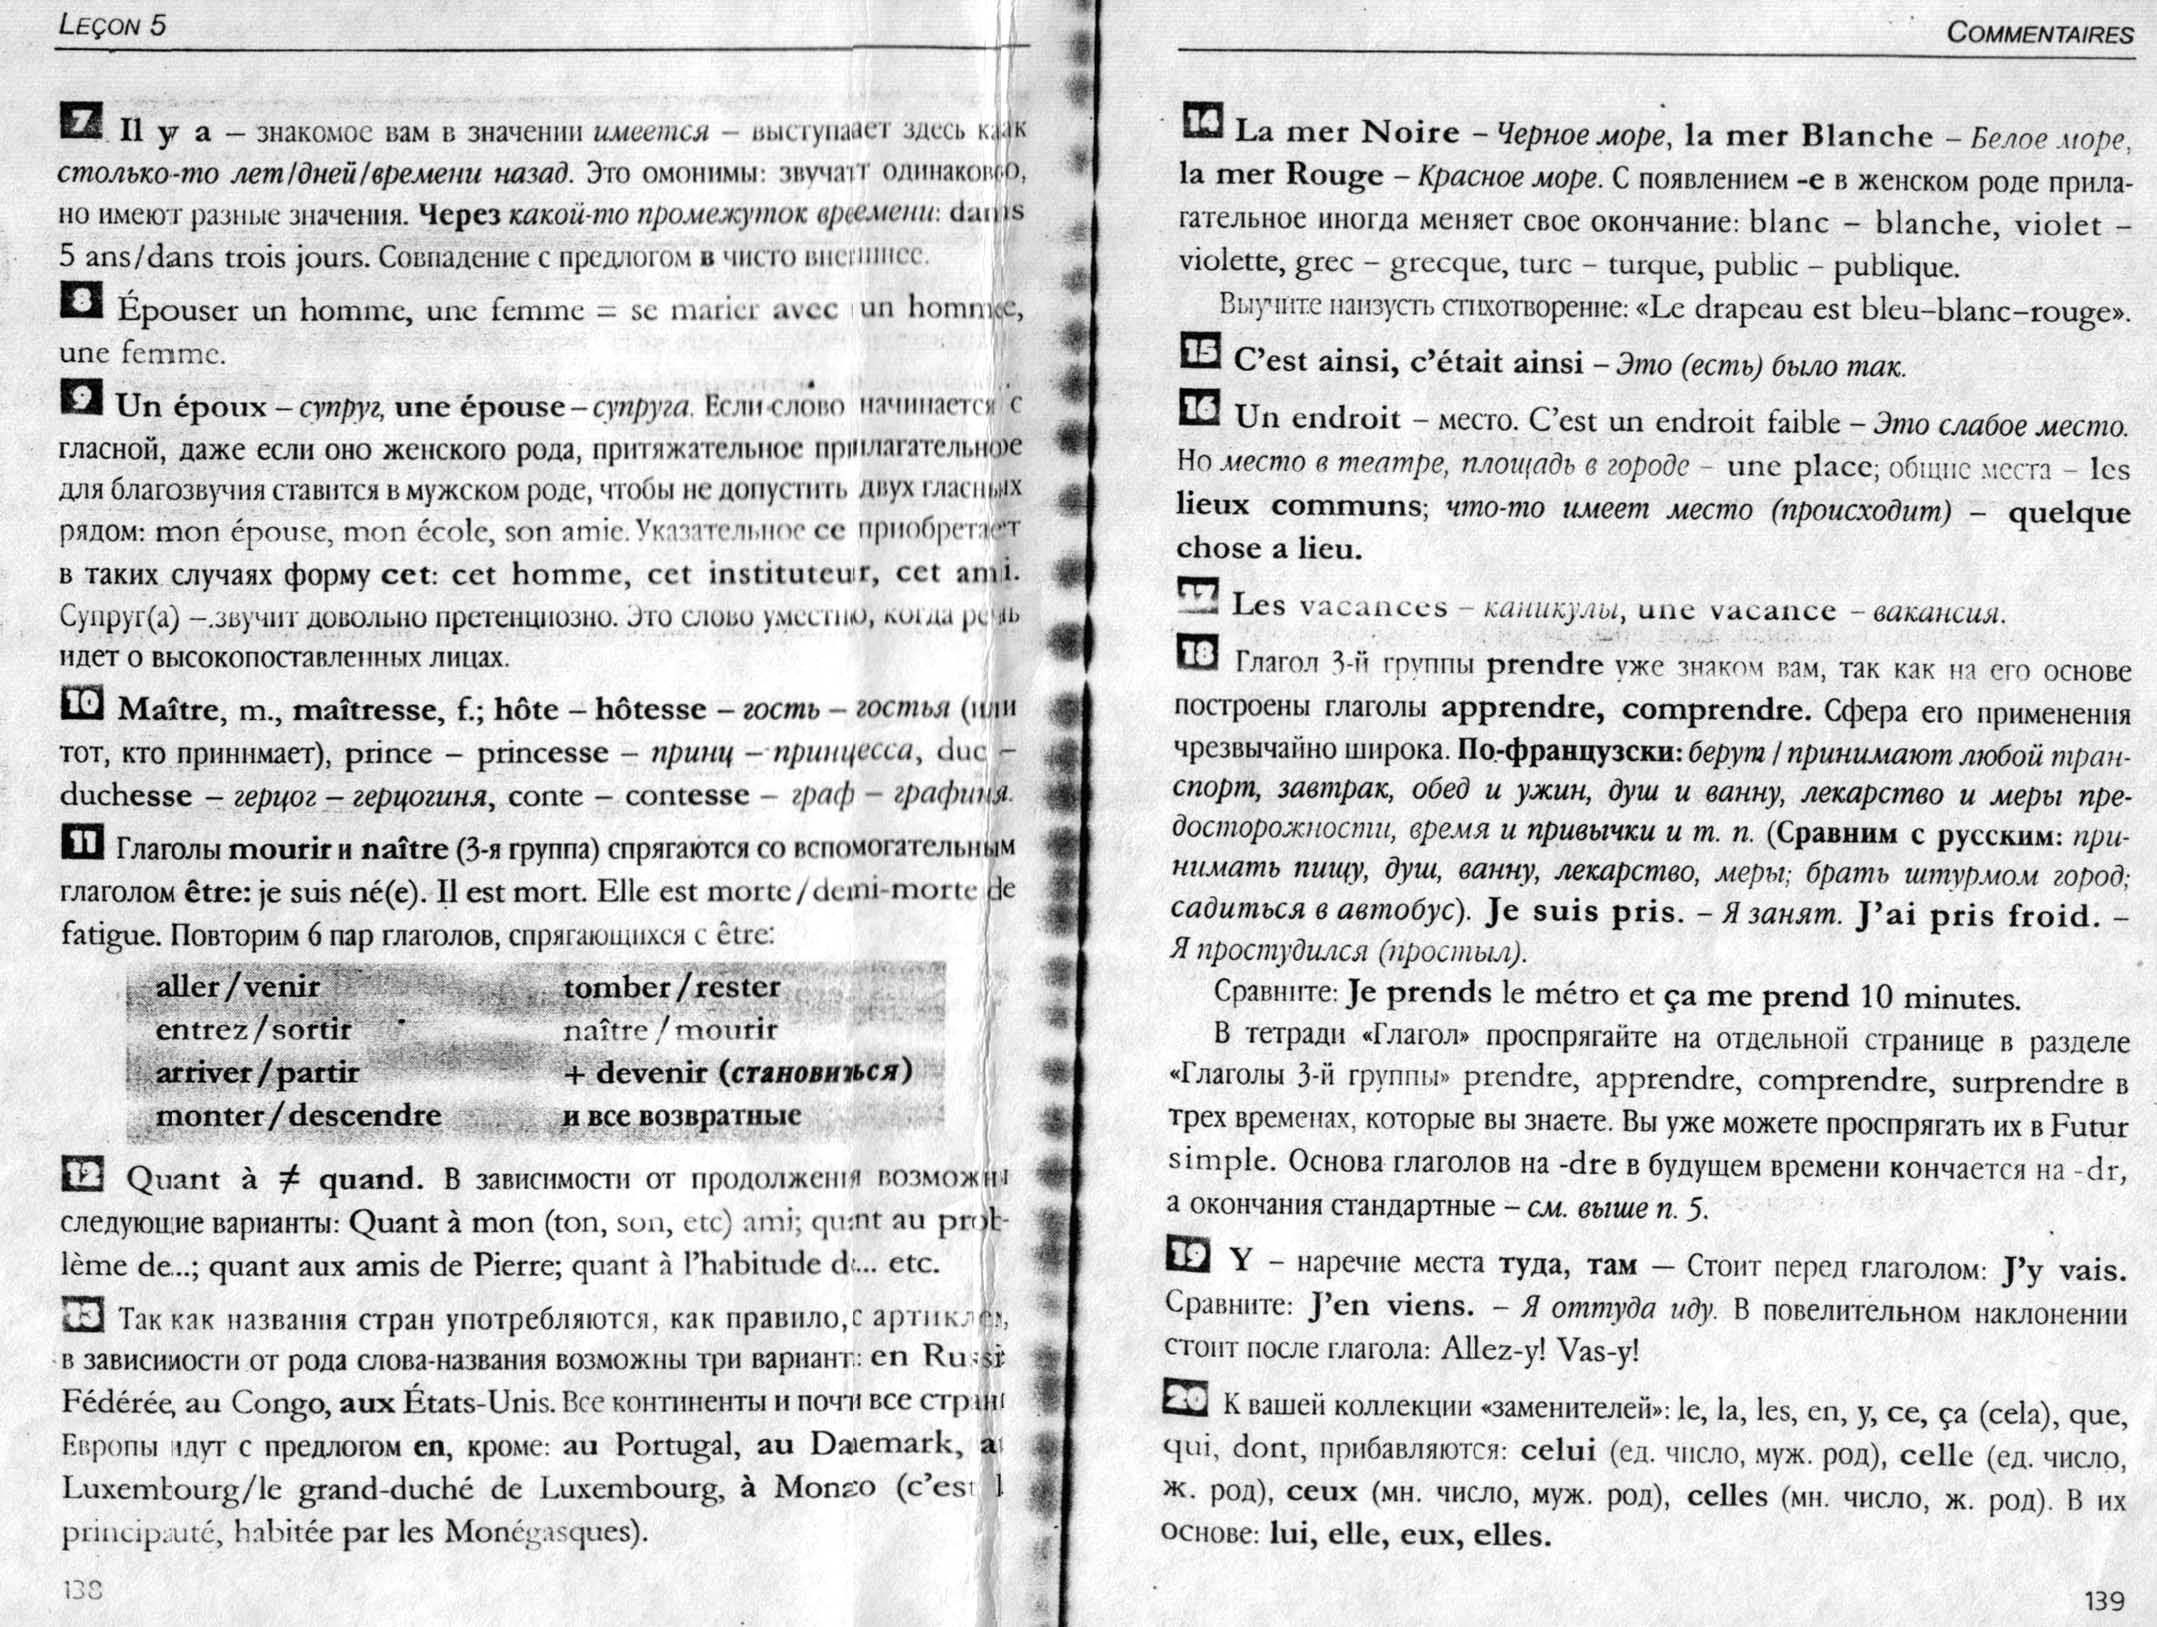 LEÇON 5
7 Il y a – знакомое вам в значении имеется – выступает здесь как
столько-то лет/дней/времени назад. Это омонимы: звучат одинаково,
но имеют разные значения. Через какой-то промежуток времени: dans
5 ans/dans trois jours. Совпадение с предлогом в чисто внешнее.
8 Épouser un homme, une femme = se marier avec un homme,
une femme.
9 Un époux – супруг, une épouse – супруга. Если слово начинается с
гласной, даже если оно женского рода, притяжательное прилагательное
для благозвучия ставится в мужском роде, чтобы не допустить двух гласных
рядом: mon épouse, mon école, son amie. Указательное ce приобретает
в таких случаях форму cet: cet homme, cet instituteur, cet ami.
Супруг(а) – звучит довольно претенциозно. Это слово уместно, когда речь
идет о высокопоставленных лицах.
10 Maître, m., maîtresse, f.; hôte – hôtesse – гость – гостья (или
тот, кто принимает), prince – princesse – принц – принцесса, duc –
duchesse – герцог – герцогиня, conte – contesse – граф – графиня.
11 Глаголы mourir и naître (3-я группа) спрягаются со вспомогательным
глаголом être: je suis né(e). Il est mort. Elle est morte/demi-morte de
fatigue. Повторим 6 пар глаголов, спрягающихся с être:
aller/venir tomber/rester
entrez/sortir naître/mourir
arriver/partir + devenir (становиться)
monter/descendre и все возвратные
12 Quant à ≠ quand. В зависимости от продолжения возможны
следующие варианты: Quant à mon (ton, son, etc) ami; quant au prob-
lème de...; quant aux amis de Pierre; quant à l'habitude de... etc.
13 Так как названия стран употребляются, как правило, с артиклем,
в зависимости от рода слова-названия возможны три варианта: en Russie
Fédérée, au Congo, aux États-Unis. Все континенты и почти все страны
Европы идут с предлогом en, кроме: au Portugal, au Danemark, au
Luxembourg/le grand-duché de Luxembourg, à Monaco (c'est
principauté, habitée par les Monégasques).
138
COMMENTAIRES
14 La mer Noire – Черное море, la mer Blanche – Белое море,
la mer Rouge – Красное море. С появлением -e в женском роде прила-
гательное иногда меняет свое окончание: blanc – blanche, violet –
violette, grec – grecque, turc – turque, public – publique.
Выучите наизусть стихотворение: «Le drapeau est bleu–blanc–rouge».
15 C'est ainsi, c'était ainsi – Это (есть) было так.
16 Un endroit – место. C'est un endroit faible – Это слабое место.
Но место в театре, площадь в городе – une place; общие места – les
lieux communs; что-то имеет место (происходит) – quelque
chose a lieu.
17 Les vacances – каникулы, une vacance – вакансия.
18 Глагол 3-й группы prendre уже знаком вам, так как на его основе
построены глаголы apprendre, comprendre. Сфера его применения
чрезвычайно широка. По-французски: берут / принимают любой тран-
спорт, завтрак, обед и ужин, душ и ванну, лекарство и меры пре-
досторожности, время и привычки и т. п. (Сравним с русским: при-
нимать пищу, душ, ванну, лекарство, меры; брать штурмом город;
садиться в автобус). Je suis pris. – Я занят. J'ai pris froid. –
Я простудился (простыл).
Сравните: Je prends le métro et ça me prend 10 minutes.
В тетради «Глагол» проспрягайте на отдельной странице в разделе
«Глаголы 3-й группы» prendre, apprendre, comprendre, surprendre в
трех временах, которые вы знаете. Вы уже можете проспрягать их в Futur
simple. Основа глаголов на -dre в будущем времени кончается на -dr,
а окончания стандартные – см. выше п. 5.
19 Y – наречие места туда, там — Стоит перед глаголом: J'y vais.
Сравните: J'en viens. – Я оттуда иду. В повелительном наклонении
стоит после глагола: Allez-y! Vas-y!
20 К вашей коллекции «заменителей»: le, la, les, en, y, ce, ça (cela), que,
qui, dont, прибавляются: celui (ед. число, муж. род), celle (ед. число,
ж. род), ceux (мн. число, муж. род), celles (мн. число, ж. род). В их
основе: lui, elle, eux, elles.
139